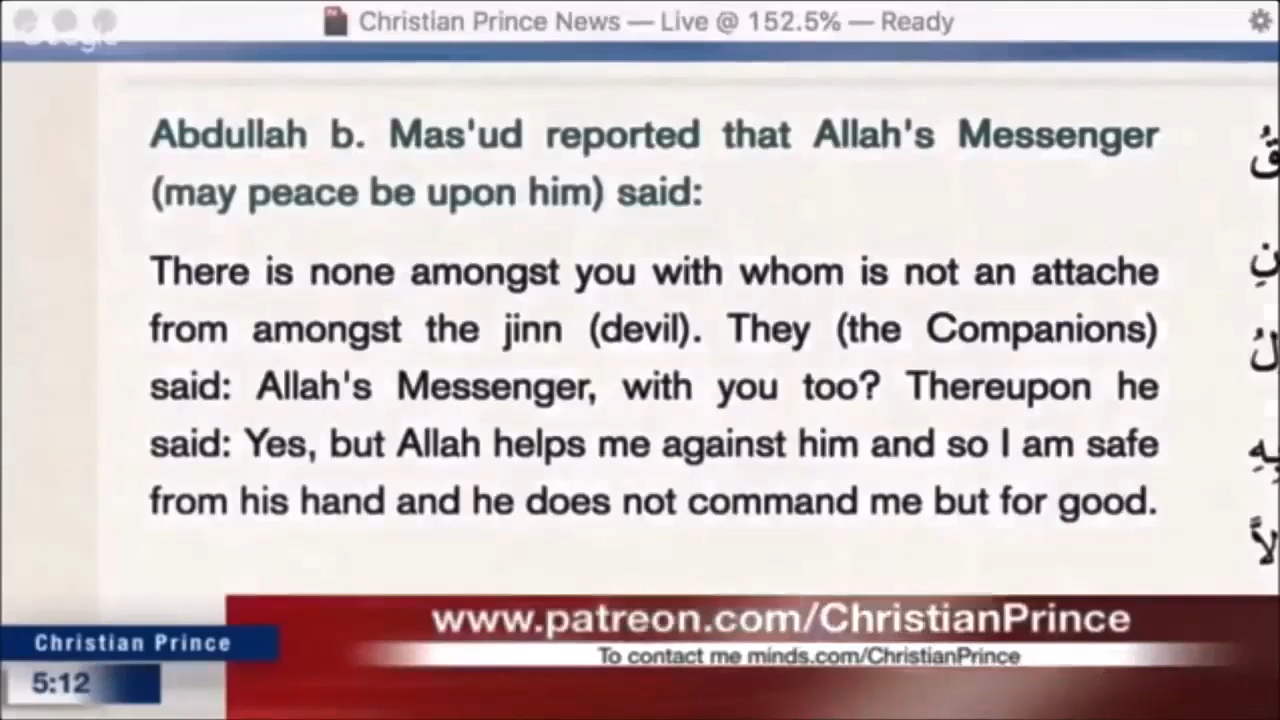 Christian Prince News — Live @ 152.5% — Ready
Google
Abdullah b. Mas'ud reported that Allah's Messenger
(may peace be upon him) said:
There is none amongst you with whom is not an attache
from amongst the jinn (devil). They (the Companions)
said: Allah's Messenger, with you too? Thereupon he
said: Yes, but Allah helps me against him and so I am safe
from his hand and he does not command me but for good.
www.patreon.com/ChristianPrince
Christian Prince
To contact me minds.com/ChristianPrince
5:12